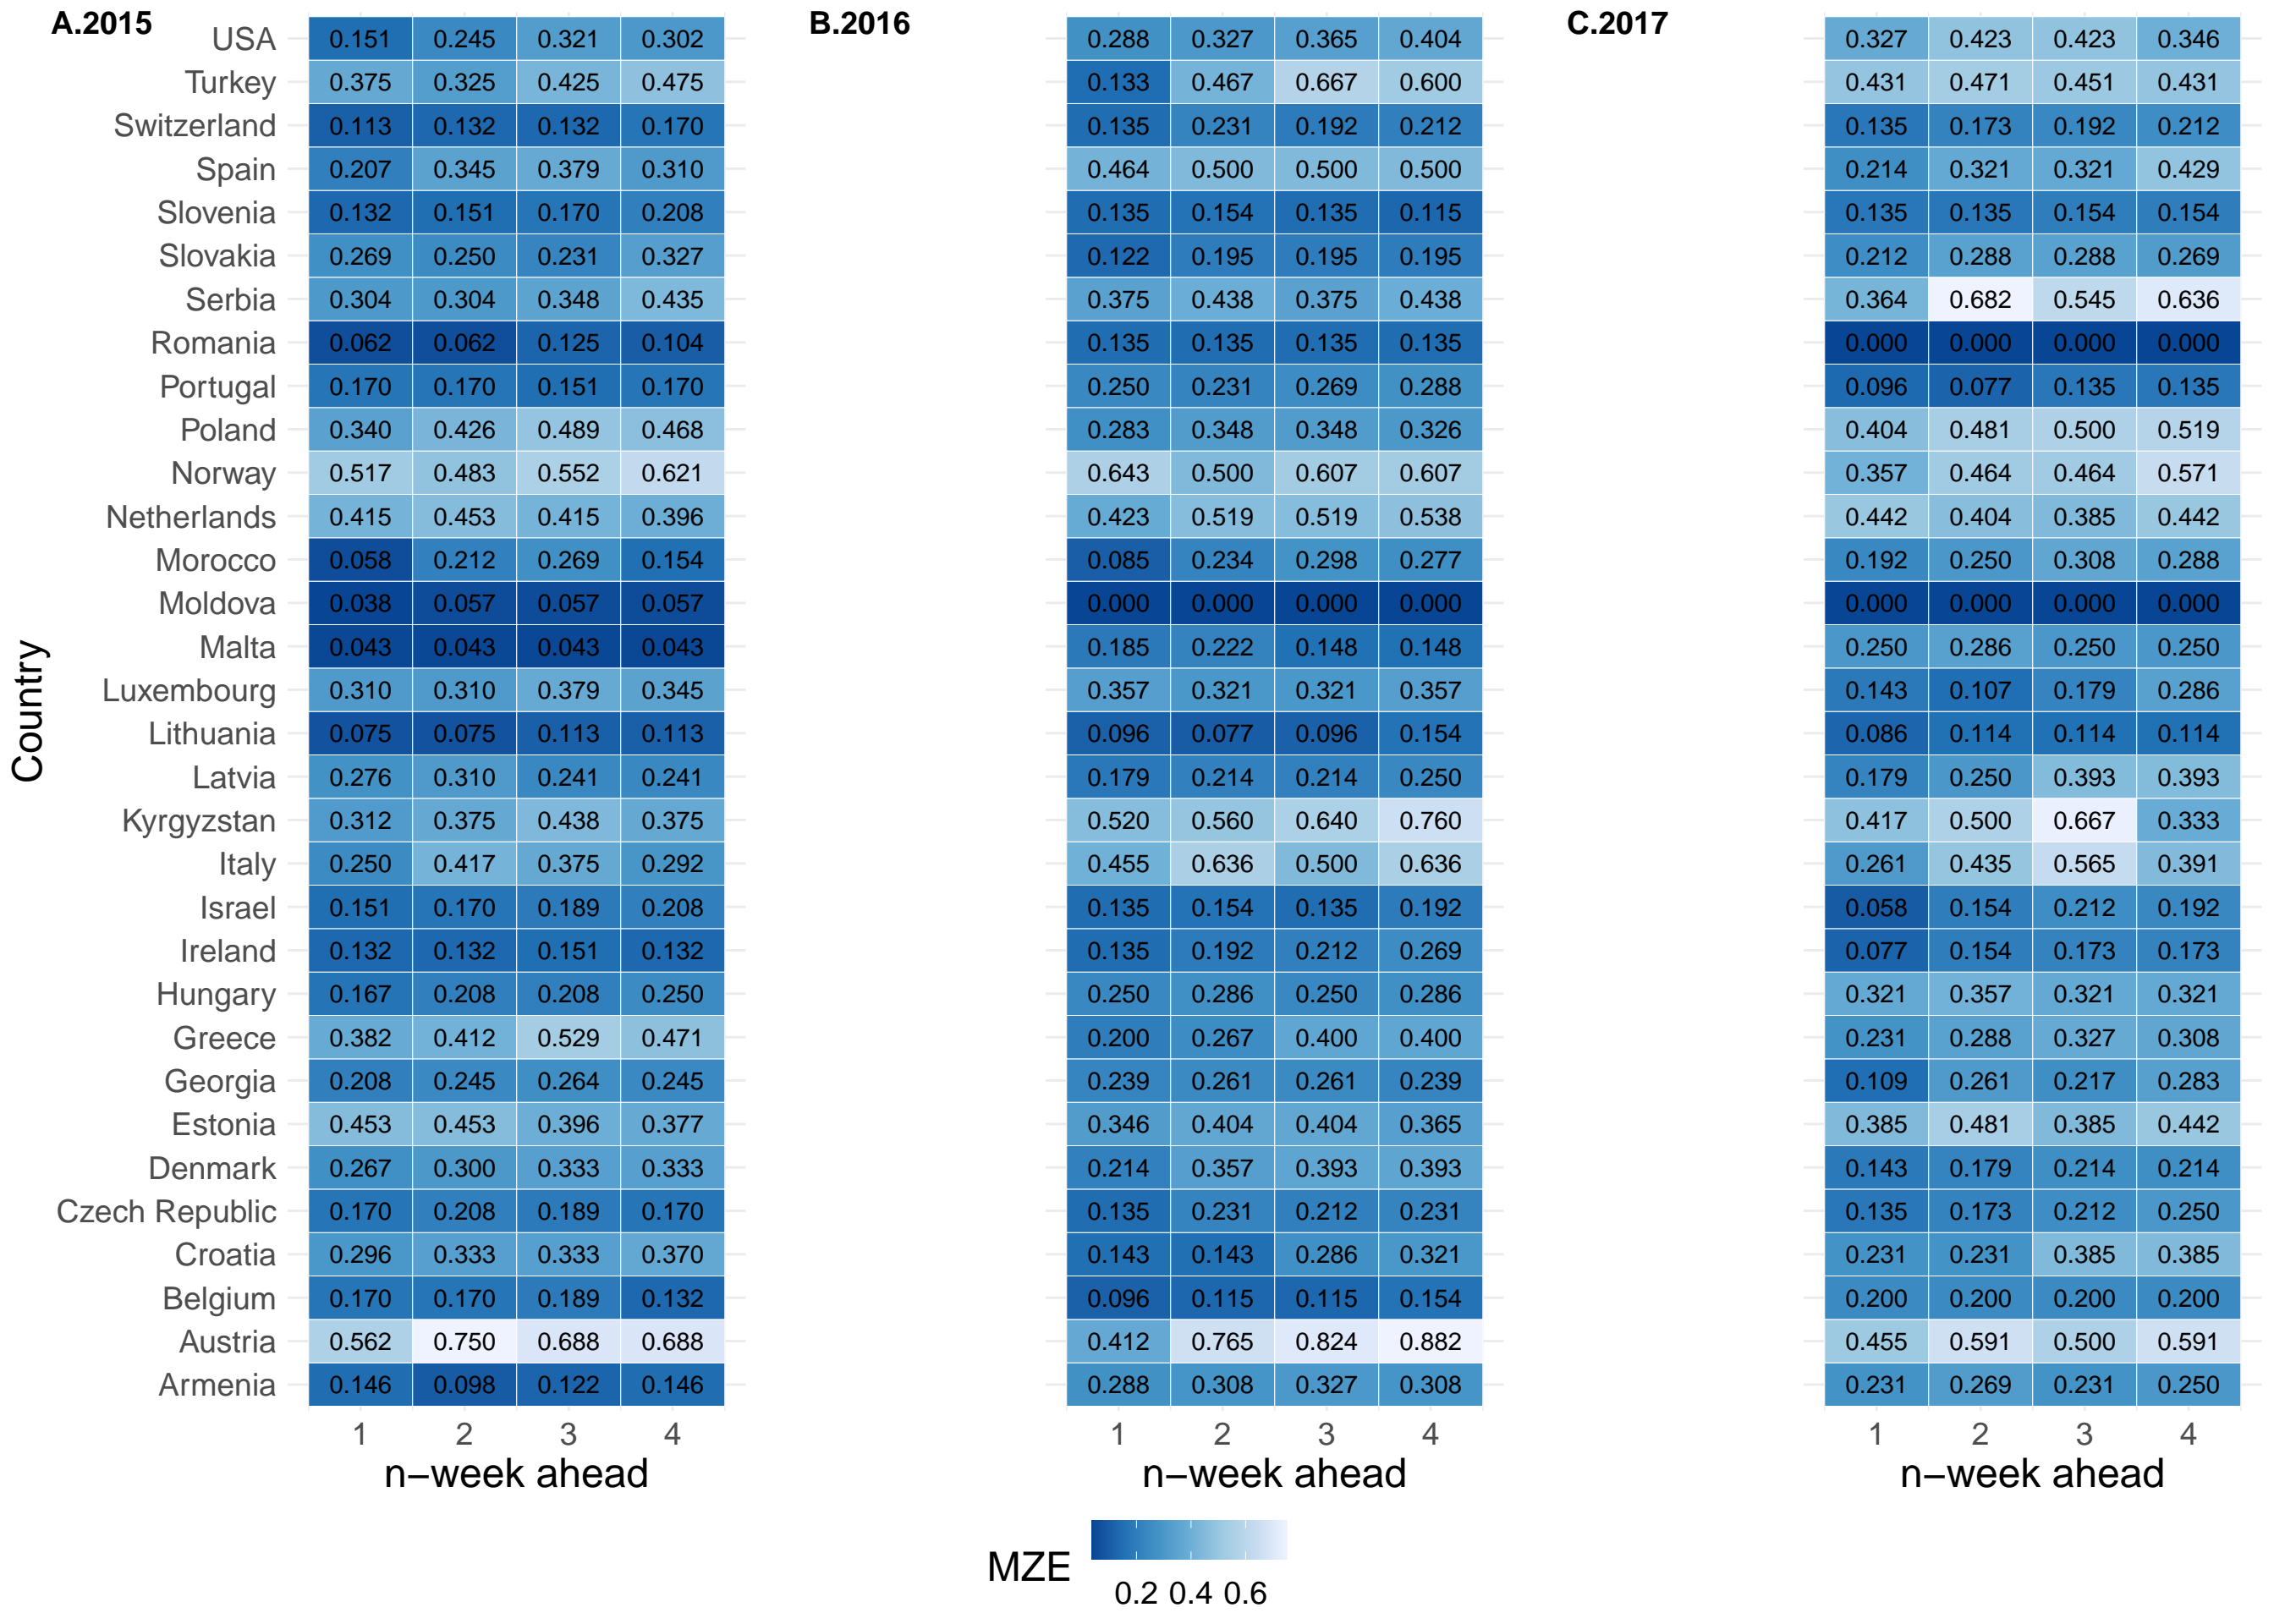 A.2015 B.2016 C.2017
USA 0.151 0.245 0.321 0.302 0.288 0.327 0.365 0.404 0.327 0.423 0.423 0.346
Turkey 0.375 0.325 0.425 0.475 0.133 0.467 0.667 0.600 0.431 0.471 0.451 0.431
Switzerland 0.113 0.132 0.132 0.170 0.135 0.231 0.192 0.212 0.135 0.173 0.192 0.212
Spain 0.207 0.345 0.379 0.310 0.464 0.500 0.500 0.500 0.214 0.321 0.321 0.429
Slovenia 0.132 0.151 0.170 0.208 0.135 0.154 0.135 0.115 0.135 0.135 0.154 0.154
Slovakia 0.269 0.250 0.231 0.327 0.122 0.195 0.195 0.195 0.212 0.288 0.288 0.269
Serbia 0.304 0.304 0.348 0.435 0.375 0.438 0.375 0.438 0.364 0.682 0.545 0.636
Romania 0.062 0.062 0.125 0.104 0.135 0.135 0.135 0.135 0.000 0.000 0.000 0.000
Portugal 0.170 0.170 0.151 0.170 0.250 0.231 0.269 0.288 0.096 0.077 0.135 0.135
Poland 0.340 0.426 0.489 0.468 0.283 0.348 0.348 0.326 0.404 0.481 0.500 0.519
Norway 0.517 0.483 0.552 0.621 0.643 0.500 0.607 0.607 0.357 0.464 0.464 0.571
Netherlands 0.415 0.453 0.415 0.396 0.423 0.519 0.519 0.538 0.442 0.404 0.385 0.442
Morocco 0.058 0.212 0.269 0.154 0.085 0.234 0.298 0.277 0.192 0.250 0.308 0.288
Moldova 0.038 0.057 0.057 0.057 0.000 0.000 0.000 0.000 0.000 0.000 0.000 0.000
Malta 0.043 0.043 0.043 0.043 0.185 0.222 0.148 0.148 0.250 0.286 0.250 0.250
Luxembourg 0.310 0.310 0.379 0.345 0.357 0.321 0.321 0.357 0.143 0.107 0.179 0.286
Lithuania 0.075 0.075 0.113 0.113 0.096 0.077 0.096 0.154 0.086 0.114 0.114 0.114
Latvia 0.276 0.310 0.241 0.241 0.179 0.214 0.214 0.250 0.179 0.250 0.393 0.393
Kyrgyzstan 0.312 0.375 0.438 0.375 0.520 0.560 0.640 0.760 0.417 0.500 0.667 0.333
Italy 0.250 0.417 0.375 0.292 0.455 0.636 0.500 0.636 0.261 0.435 0.565 0.391
Israel 0.151 0.170 0.189 0.208 0.135 0.154 0.135 0.192 0.058 0.154 0.212 0.192
Ireland 0.132 0.132 0.151 0.132 0.135 0.192 0.212 0.269 0.077 0.154 0.173 0.173
Hungary 0.167 0.208 0.208 0.250 0.250 0.286 0.250 0.286 0.321 0.357 0.321 0.321
Greece 0.382 0.412 0.529 0.471 0.200 0.267 0.400 0.400 0.231 0.288 0.327 0.308
Georgia 0.208 0.245 0.264 0.245 0.239 0.261 0.261 0.239 0.109 0.261 0.217 0.283
Estonia 0.453 0.453 0.396 0.377 0.346 0.404 0.404 0.365 0.385 0.481 0.385 0.442
Denmark 0.267 0.300 0.333 0.333 0.214 0.357 0.393 0.393 0.143 0.179 0.214 0.214
Czech Republic 0.170 0.208 0.189 0.170 0.135 0.231 0.212 0.231 0.135 0.173 0.212 0.250
Croatia 0.296 0.333 0.333 0.370 0.143 0.143 0.286 0.321 0.231 0.231 0.385 0.385
Belgium 0.170 0.170 0.189 0.132 0.096 0.115 0.115 0.154 0.200 0.200 0.200 0.200
Austria 0.562 0.750 0.688 0.688 0.412 0.765 0.824 0.882 0.455 0.591 0.500 0.591
Armenia 0.146 0.098 0.122 0.146 0.288 0.308 0.327 0.308 0.231 0.269 0.231 0.250
Country
1 2 3 4 1 2 3 4 1 2 3 4
n−week ahead n−week ahead n−week ahead
MZE
0.2 0.4 0.6